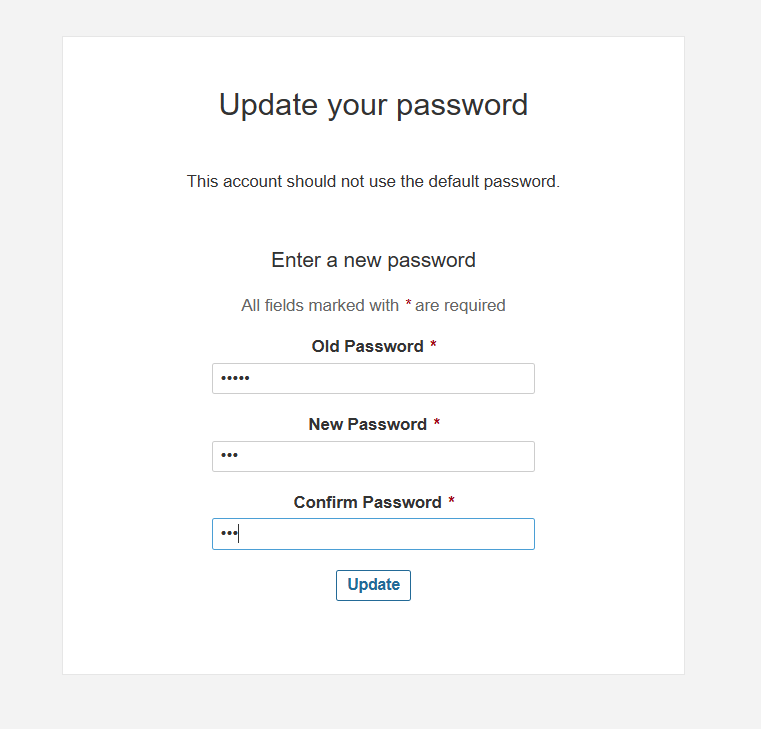 Update your password
This account should not use the default password.
Enter a new password
All fields marked with * are required
Old Password *
•••••
New Password *
•••
Confirm Password *
•••
Update